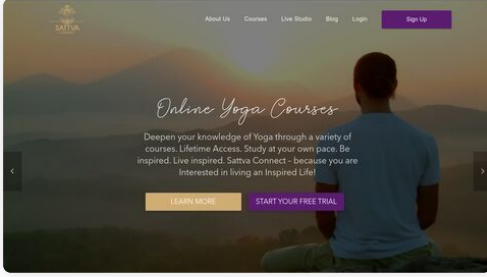 SATTVA
About Us
Courses
Live Studio
Blog
Login
Sign Up
Online Yoga Courses
Deepen your knowledge of Yoga through a variety of
courses. Lifetime Access. Study at your own pace. Be
inspired. Live inspired. Sattva Connect - because you are
Interested in living an Inspired Life!
LEARN MORE
START YOUR FREE TRIAL